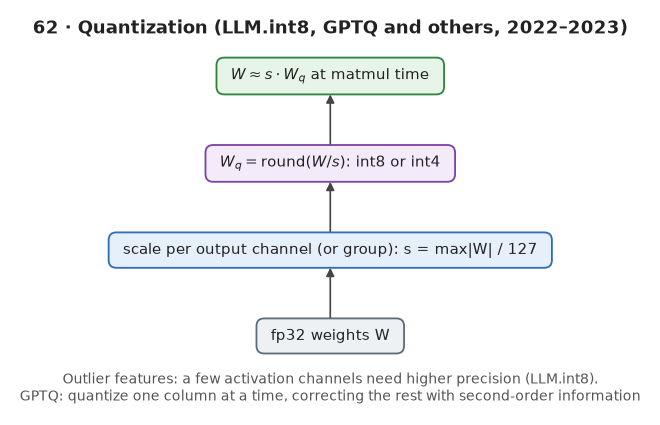 62 · Quantization (LLM.int8, GPTQ and others, 2022–2023)
W ≈ s · W_q at matmul time
W_q = round(W/s): int8 or int4
scale per output channel (or group): s = max|W| / 127
fp32 weights W
Outlier features: a few activation channels need higher precision (LLM.int8).
GPTQ: quantize one column at a time, correcting the rest with second-order information